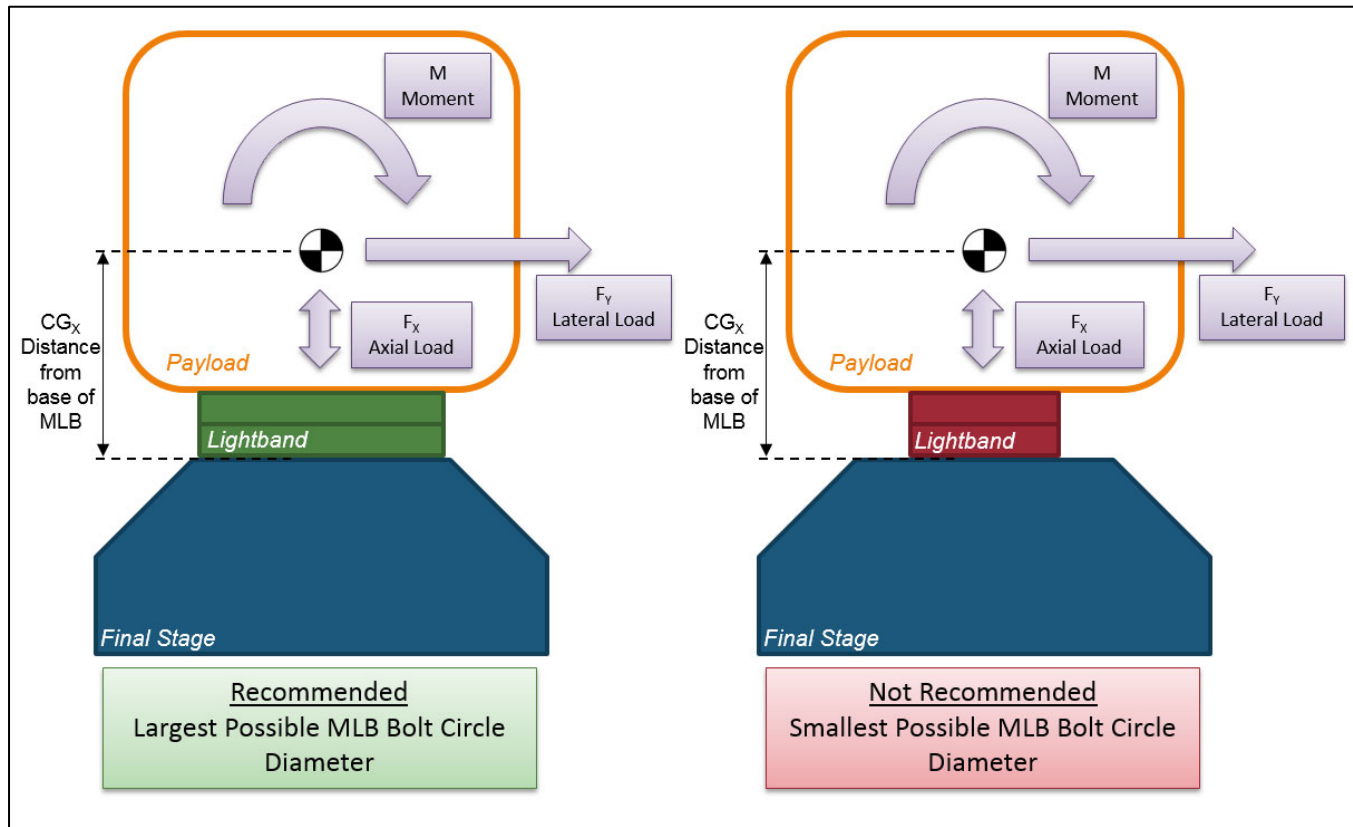 M
Moment
F_Y
Lateral Load
F_X
Axial Load
CG_X
Distance
from
base of
MLB
Payload
Lightband
Final Stage
Recommended
Largest Possible MLB Bolt Circle
Diameter
M
Moment
F_Y
Lateral Load
F_X
Axial Load
CG_X
Distance
from
base of
MLB
Payload
Lightband
Final Stage
Not Recommended
Smallest Possible MLB Bolt Circle
Diameter